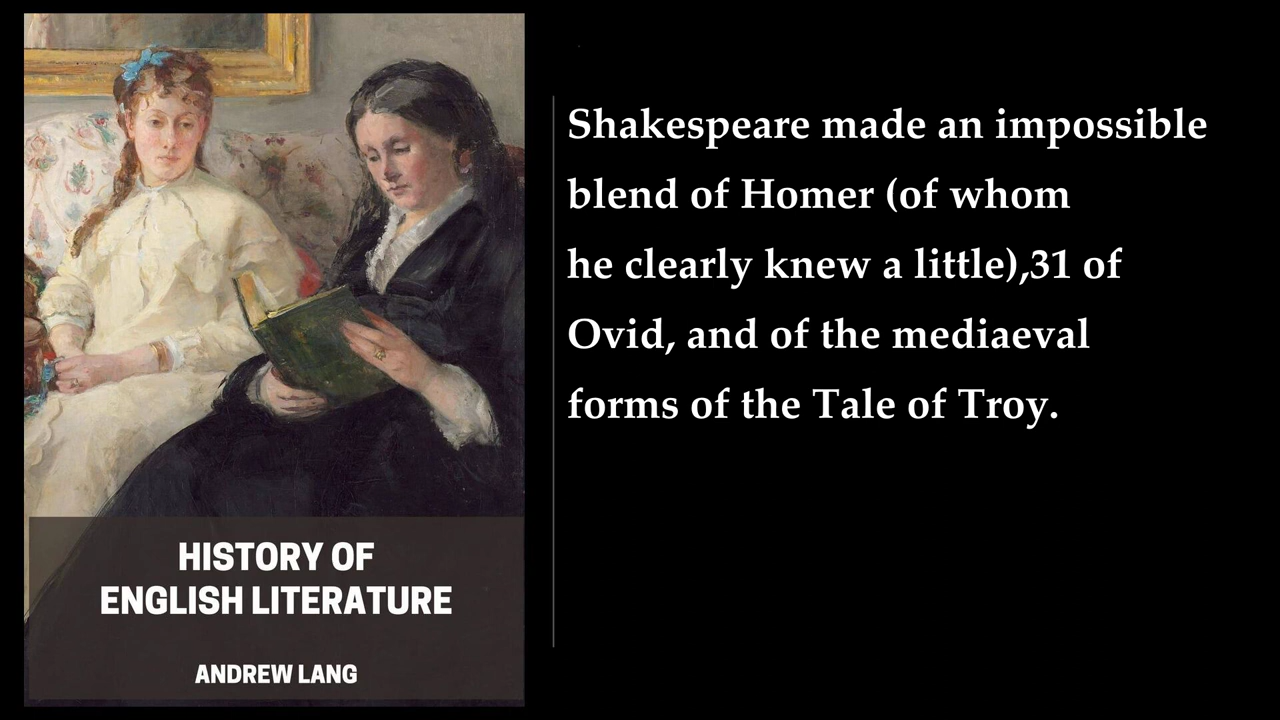 HISTORY OF
ENGLISH LITERATURE
ANDREW LANG
Shakespeare made an impossible
blend of Homer (of whom
he clearly knew a little),31 of
Ovid, and of the mediaeval
forms of the Tale of Troy.